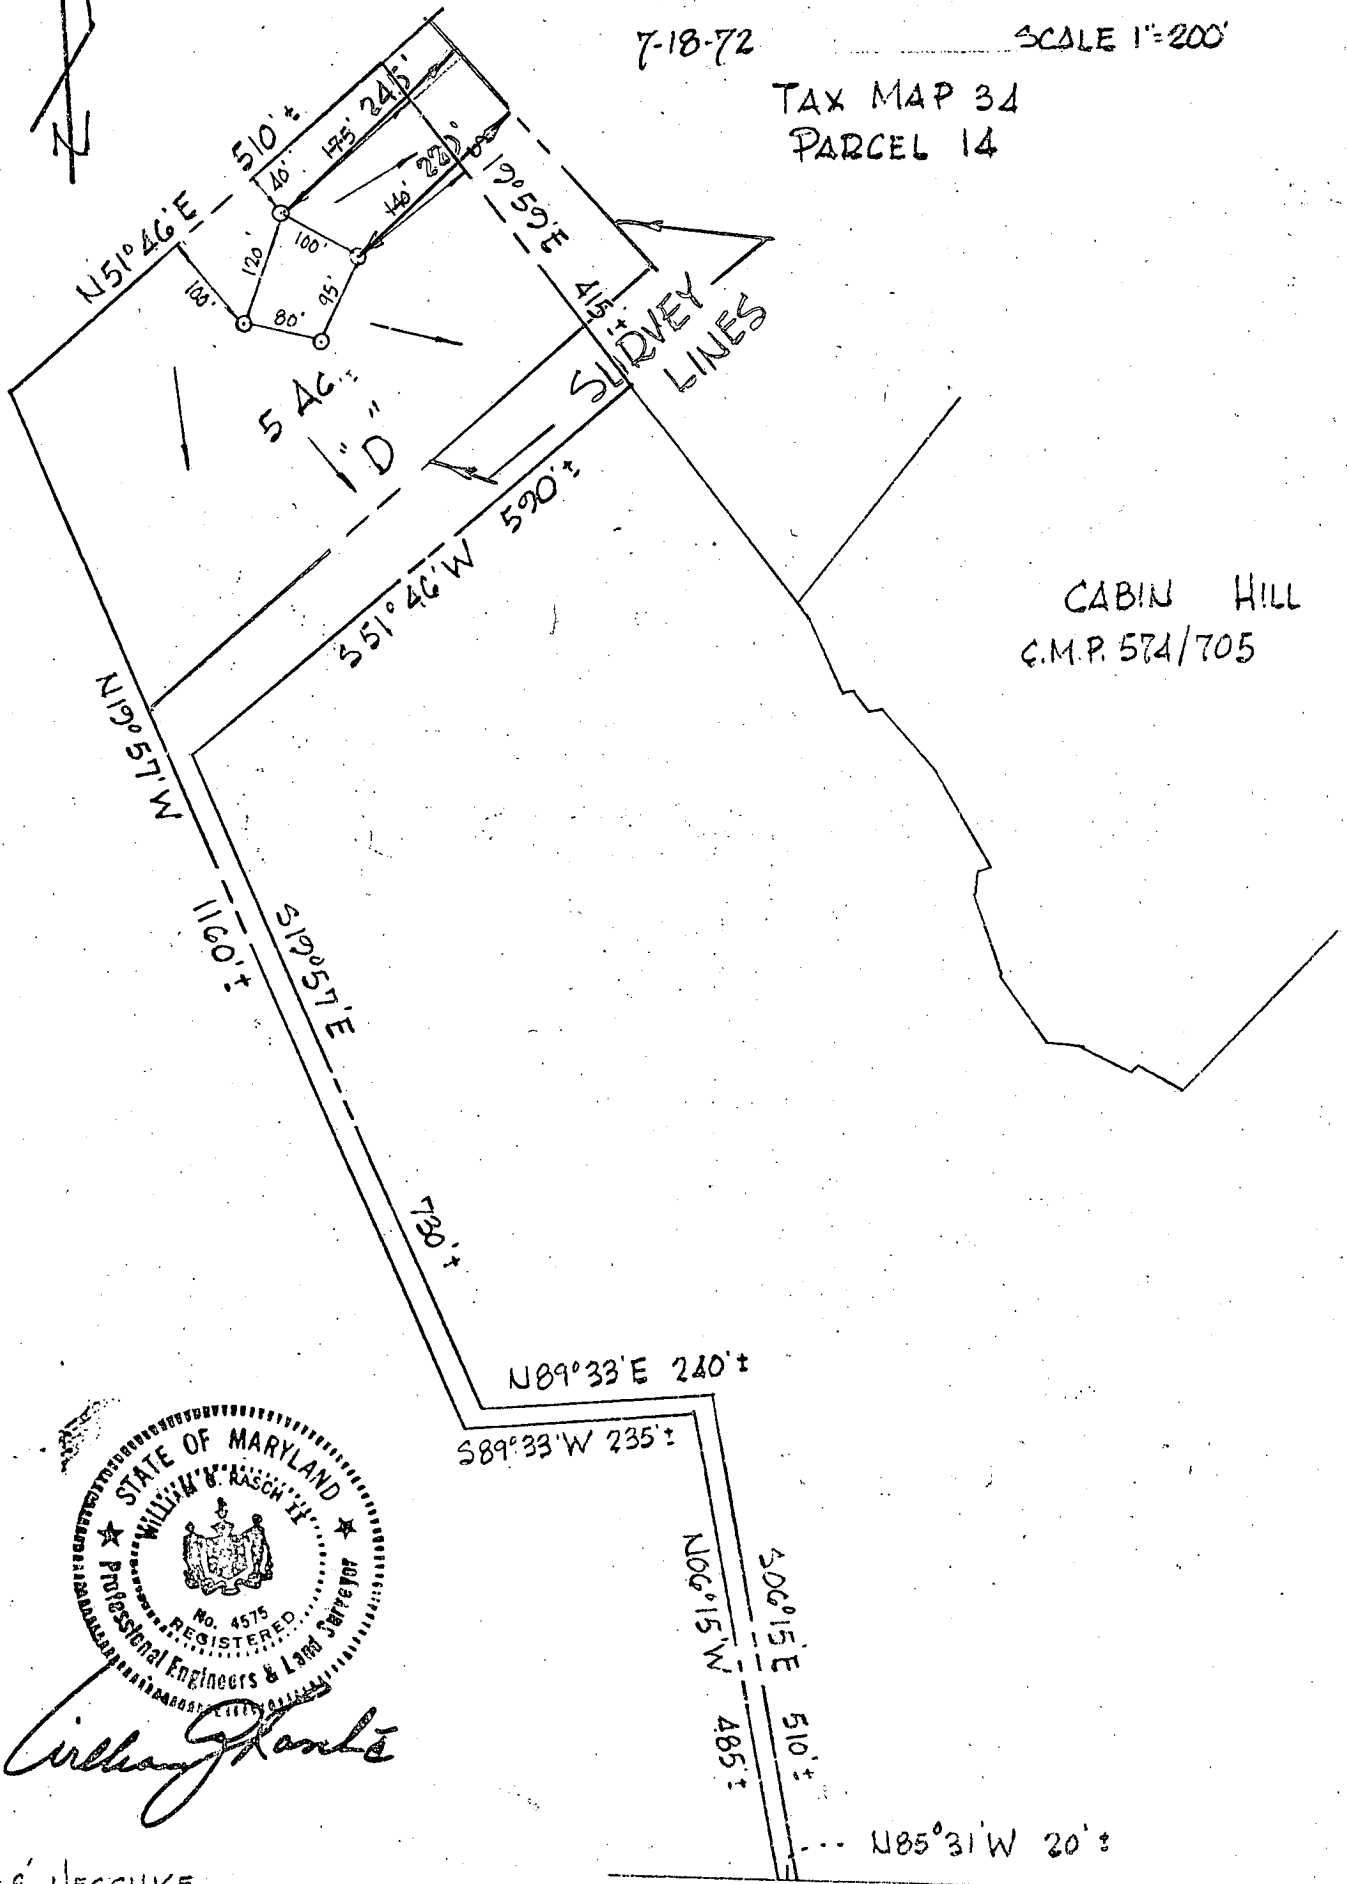 7-18-72
SCALE 1"=200'
TAX MAP 34
PARCEL 14
N
N51°46'E 510'±
40'
175' 245'
140' 220'
100'
120'
95'
100'
80'
19°59'E 415'±
SURVEY
LINES
5 AC.±
"D"
S51°46'W 590'±
CABIN HILL
C.M.P. 574/705
N19°57'W 1160'±
S19°57'E 730'±
N89°33'E 240'±
S89°33'W 235'±
N06°15'W 485'±
S06°15'E 510'±
N85°31'W 20'±
STATE OF MARYLAND
WILLIAM B. RASCH II
No. 4575
REGISTERED
Professional Engineers & Land Surveyor